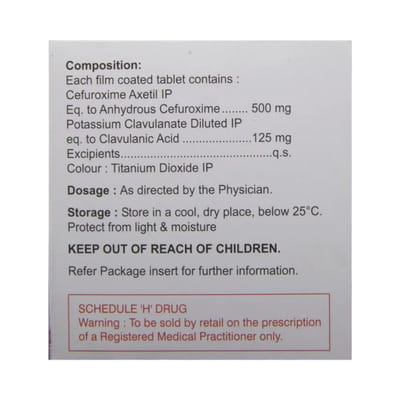 Composition:
Each film coated tablet contains :
Cefuroxime Axetil IP
Eq. to Anhydrous Cefuroxime........ 500 mg
Potassium Clavulanate Diluted IP
eq. to Clavulanic Acid ..................125 mg
Excipients..........................................q.s.
Colour : Titanium Dioxide IP
Dosage : As directed by the Physician.
Storage : Store in a cool, dry place, below 25°C.
Protect from light & moisture
KEEP OUT OF REACH OF CHILDREN.
Refer Package insert for further information.
SCHEDULE 'H' DRUG
Warning : To be sold by retail on the prescription
of a Registered Medical Practitioner only.